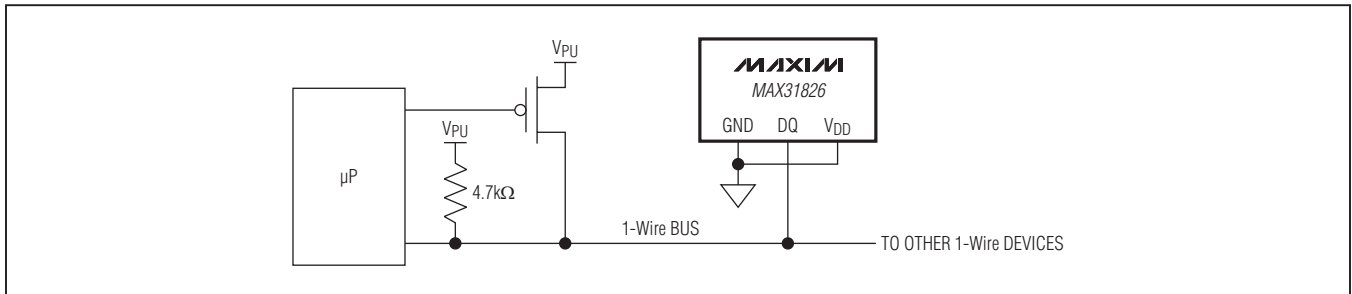 VPU
MAXIM
MAX31826
GND DQ VDD
VPU
µP
4.7kΩ
1-Wire BUS
TO OTHER 1-Wire DEVICES